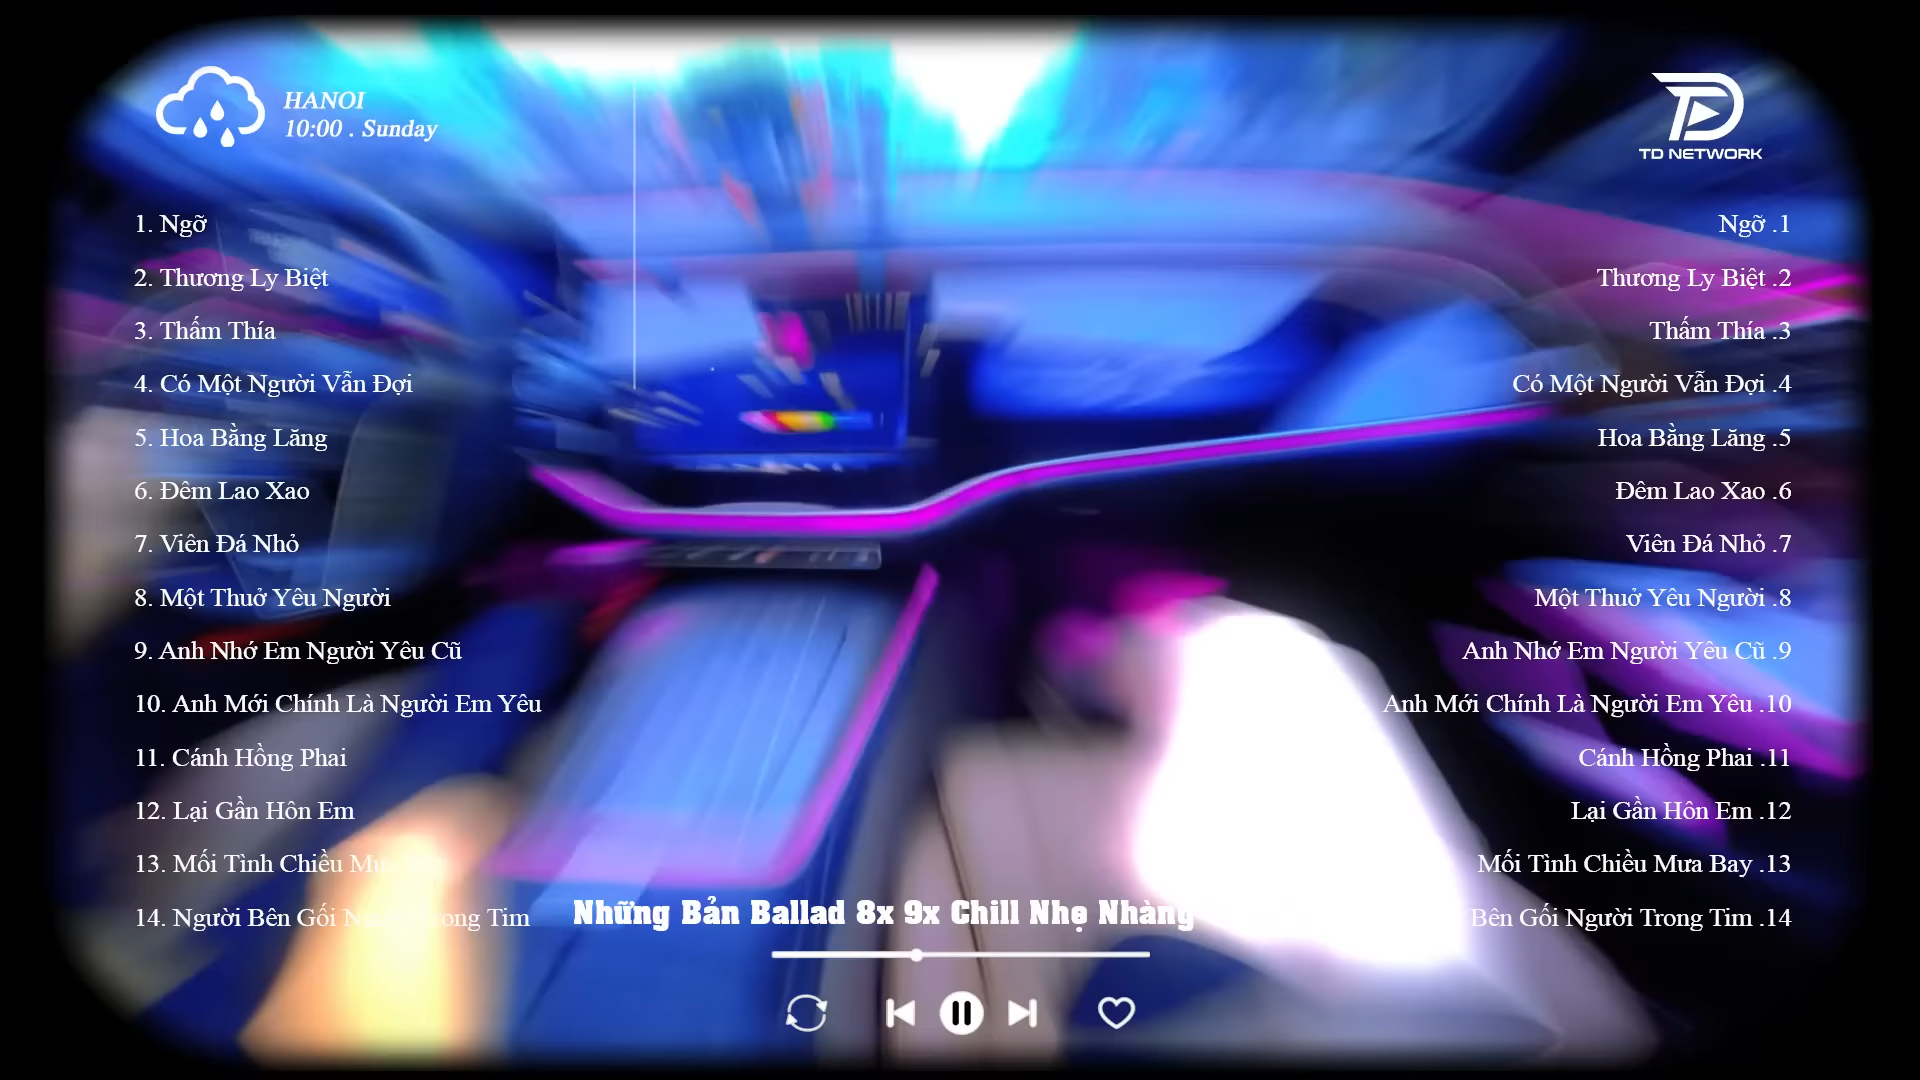 HANOI
10:00 . Sunday
TD NETWORK
1. Ngỡ
2. Thương Ly Biệt
3. Thấm Thía
4. Có Một Người Vẫn Đợi
5. Hoa Bằng Lăng
6. Đêm Lao Xao
7. Viên Đá Nhỏ
8. Một Thuở Yêu Người
9. Anh Nhớ Em Người Yêu Cũ
10. Anh Mới Chính Là Người Em Yêu
11. Cánh Hồng Phai
12. Lại Gần Hôn Em
13. Mối Tình Chiều Mưa
14. Người Bên Gối Người Trong Tim
Ngỡ .1
Thương Ly Biệt .2
Thấm Thía .3
Có Một Người Vẫn Đợi .4
Hoa Bằng Lăng .5
Đêm Lao Xao .6
Viên Đá Nhỏ .7
Một Thuở Yêu Người .8
Anh Nhớ Em Người Yêu Cũ .9
Anh Mới Chính Là Người Em Yêu .10
Cánh Hồng Phai .11
Lại Gần Hôn Em .12
Mối Tình Chiều Mưa Bay .13
Bên Gối Người Trong Tim .14
Những Bản Ballad 8x 9x Chill Nhẹ Nhàng